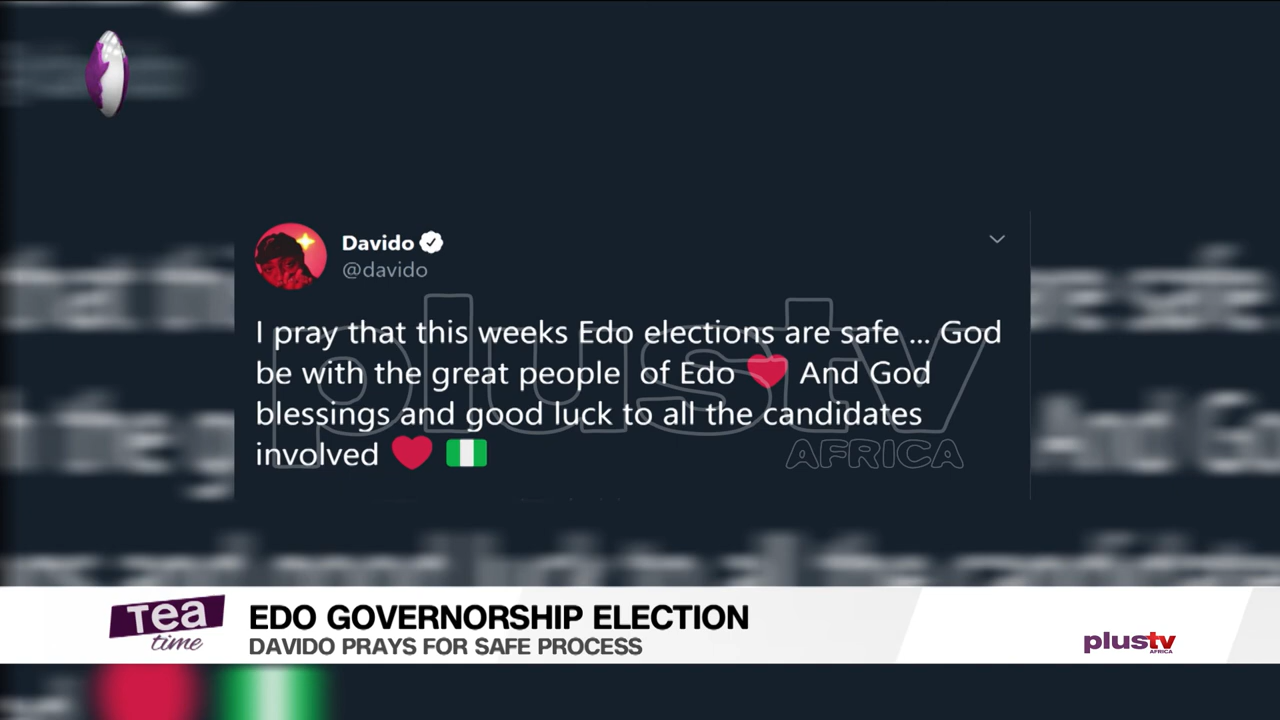 Davido
@davido
I pray that this weeks Edo elections are safe ... God
be with the great people of Edo ❤️ And God
blessings and good luck to all the candidates
involved ❤️ 🇳🇬
plustv
AFRICA
Tea
time
EDO GOVERNORSHIP ELECTION
DAVIDO PRAYS FOR SAFE PROCESS
plustv
AFRICA